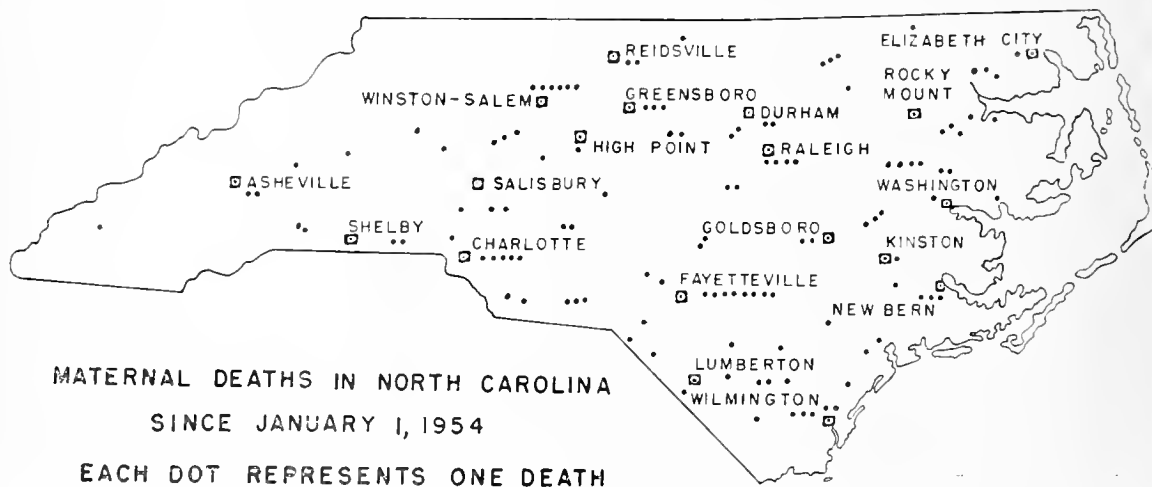 ELIZABETH CITY
REIDSVILLE
ROCKY
MOUNT
WINSTON-SALEM
GREENSBORO
DURHAM
HIGH POINT
RALEIGH
ASHEVILLE
SALISBURY
WASHINGTON
SHELBY
CHARLOTTE
GOLDSBORO
KINSTON
FAYETTEVILLE
NEW BERN
LUMBERTON
WILMINGTON
MATERNAL DEATHS IN NORTH CAROLINA
SINCE JANUARY 1, 1954
EACH DOT REPRESENTS ONE DEATH